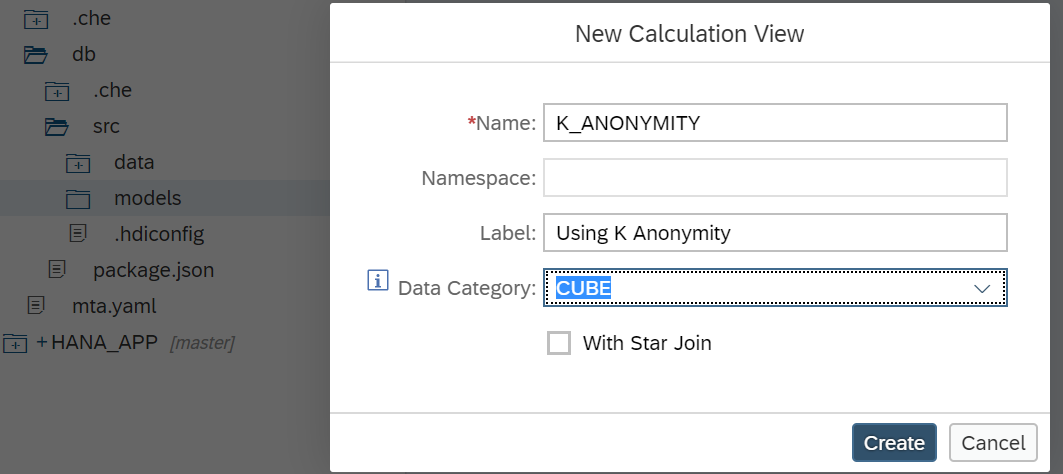 .che
db
.che
src
data
models
.hdiconfig
package.json
mta.yaml
+HANA_APP [master]
New Calculation View
*Name: K_ANONYMITY
Namespace:
Label: Using K Anonymity
i Data Category: CUBE
With Star Join
Create Cancel